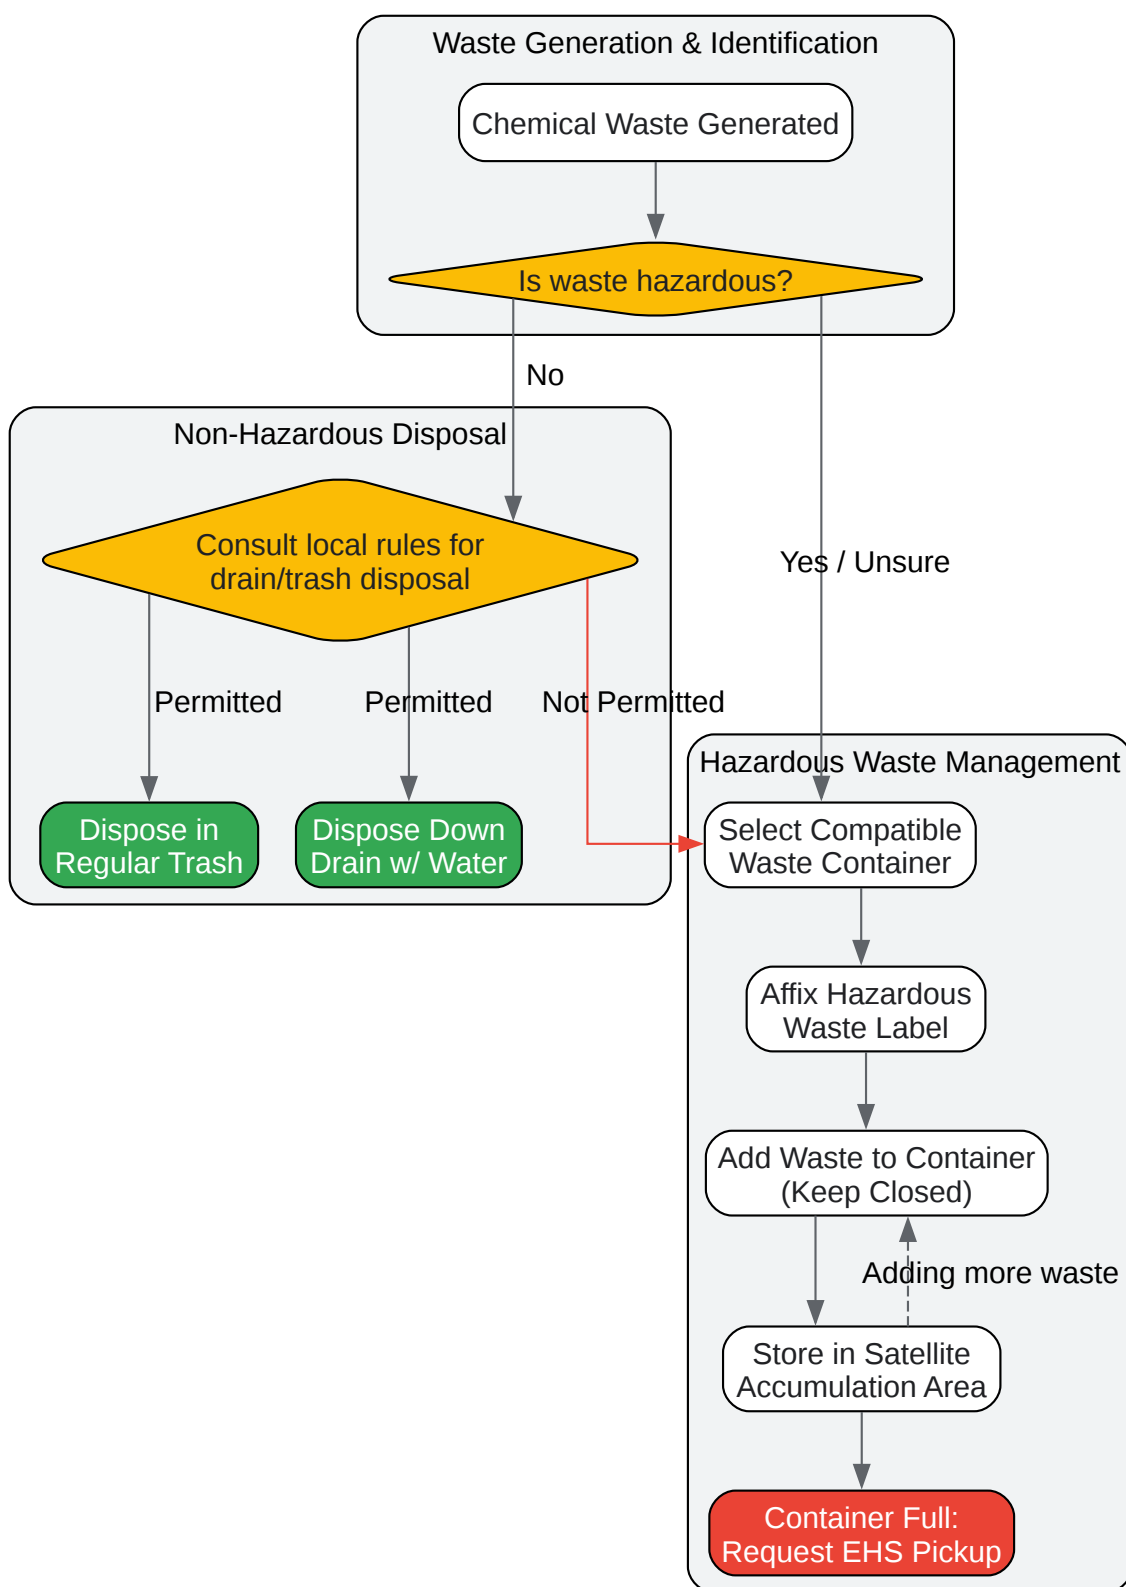 Waste Generation & Identification
Chemical Waste Generated
Is waste hazardous?
No
Non-Hazardous Disposal
Consult local rules for
drain/trash disposal
Yes / Unsure
Permitted
Permitted
Not Permitted
Hazardous Waste Management
Dispose in
Regular Trash
Dispose Down
Drain w/ Water
Select Compatible
Waste Container
Affix Hazardous
Waste Label
Add Waste to Container
(Keep Closed)
Adding more waste
Store in Satellite
Accumulation Area
Container Full:
Request EHS Pickup